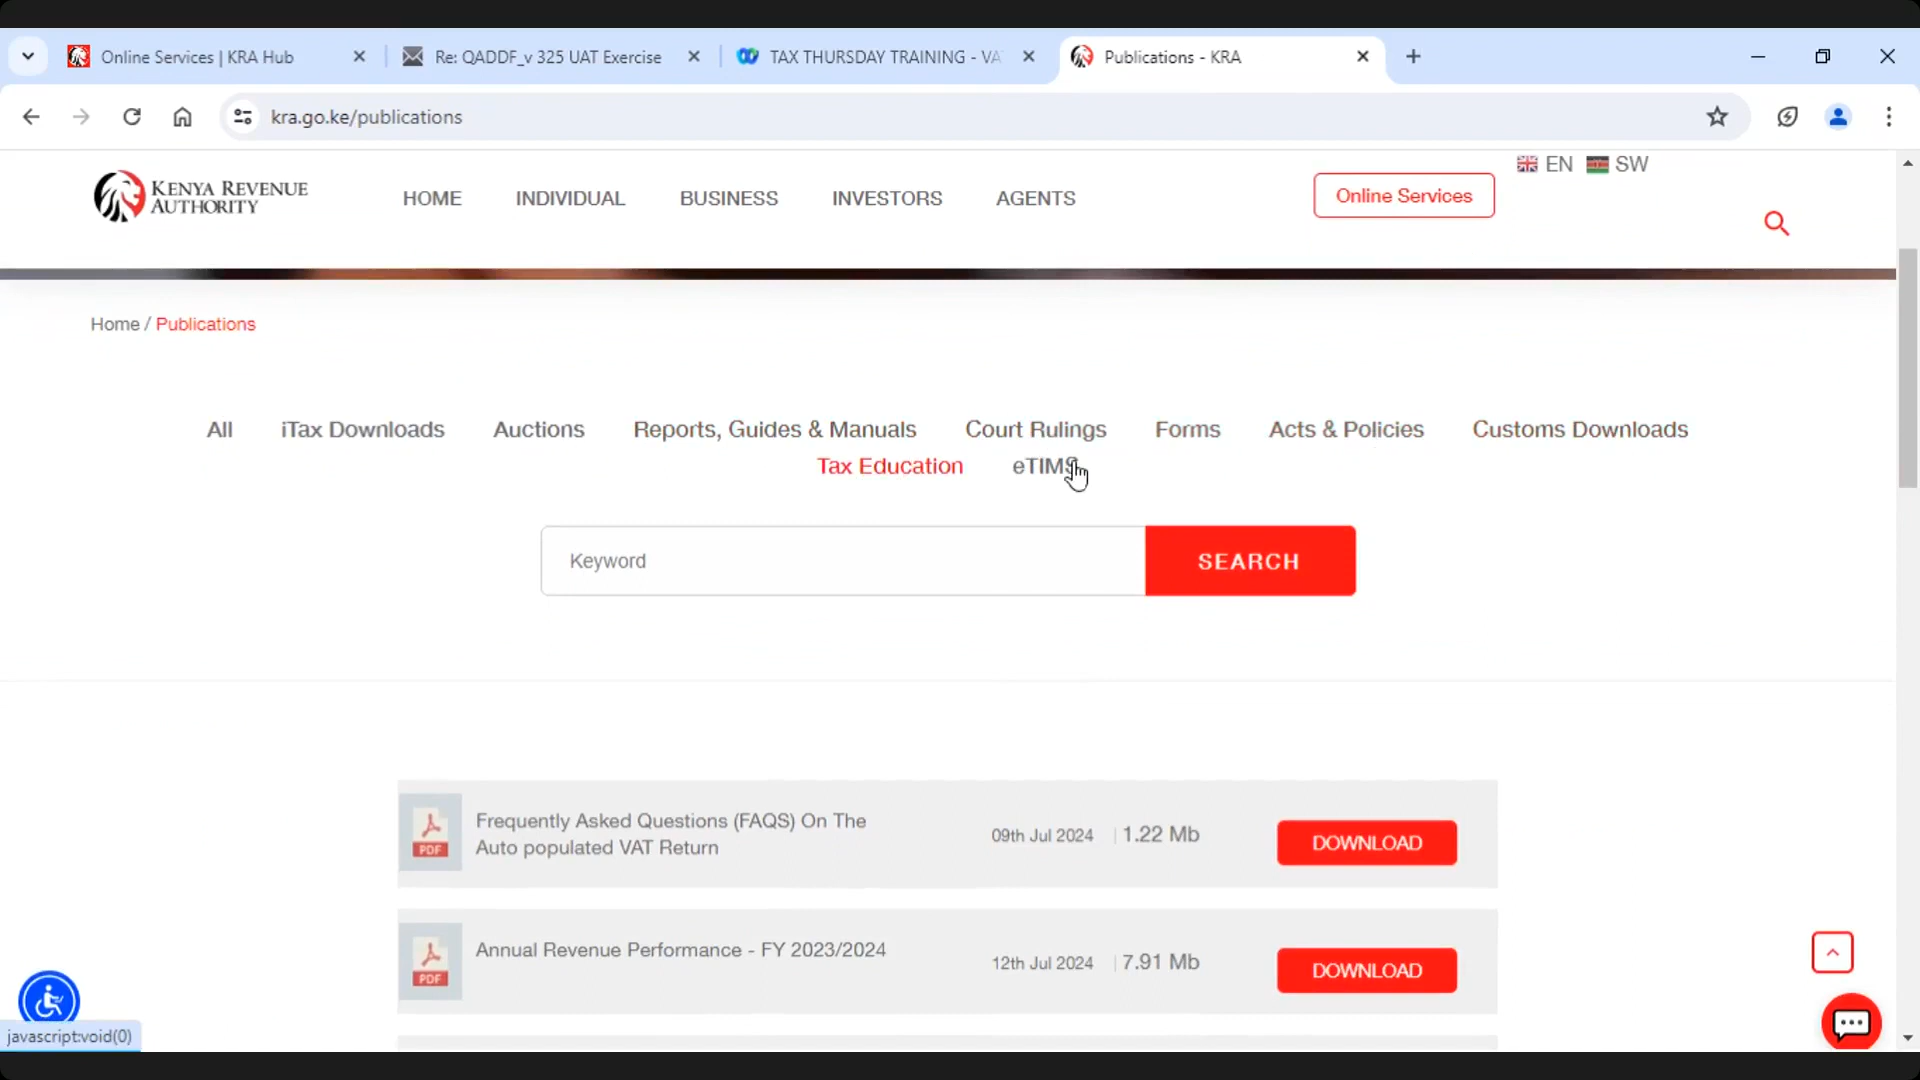 Online Services | KRA Hub
Re: QADDF_v 325 UAT Exercise
TAX THURSDAY TRAINING - VA
Publications - KRA
kra.go.ke/publications
KENYA REVENUE
AUTHORITY
HOME
INDIVIDUAL
BUSINESS
INVESTORS
AGENTS
Online Services
EN
SW
Home / Publications
All
iTax Downloads
Auctions
Reports, Guides & Manuals
Court Rulings
Forms
Acts & Policies
Customs Downloads
Tax Education
eTIMS
Keyword
SEARCH
PDF
Frequently Asked Questions (FAQS) On The
Auto populated VAT Return
09th Jul 2024 | 1.22 Mb
DOWNLOAD
PDF
Annual Revenue Performance - FY 2023/2024
12th Jul 2024 | 7.91 Mb
DOWNLOAD
javascript:void(0)